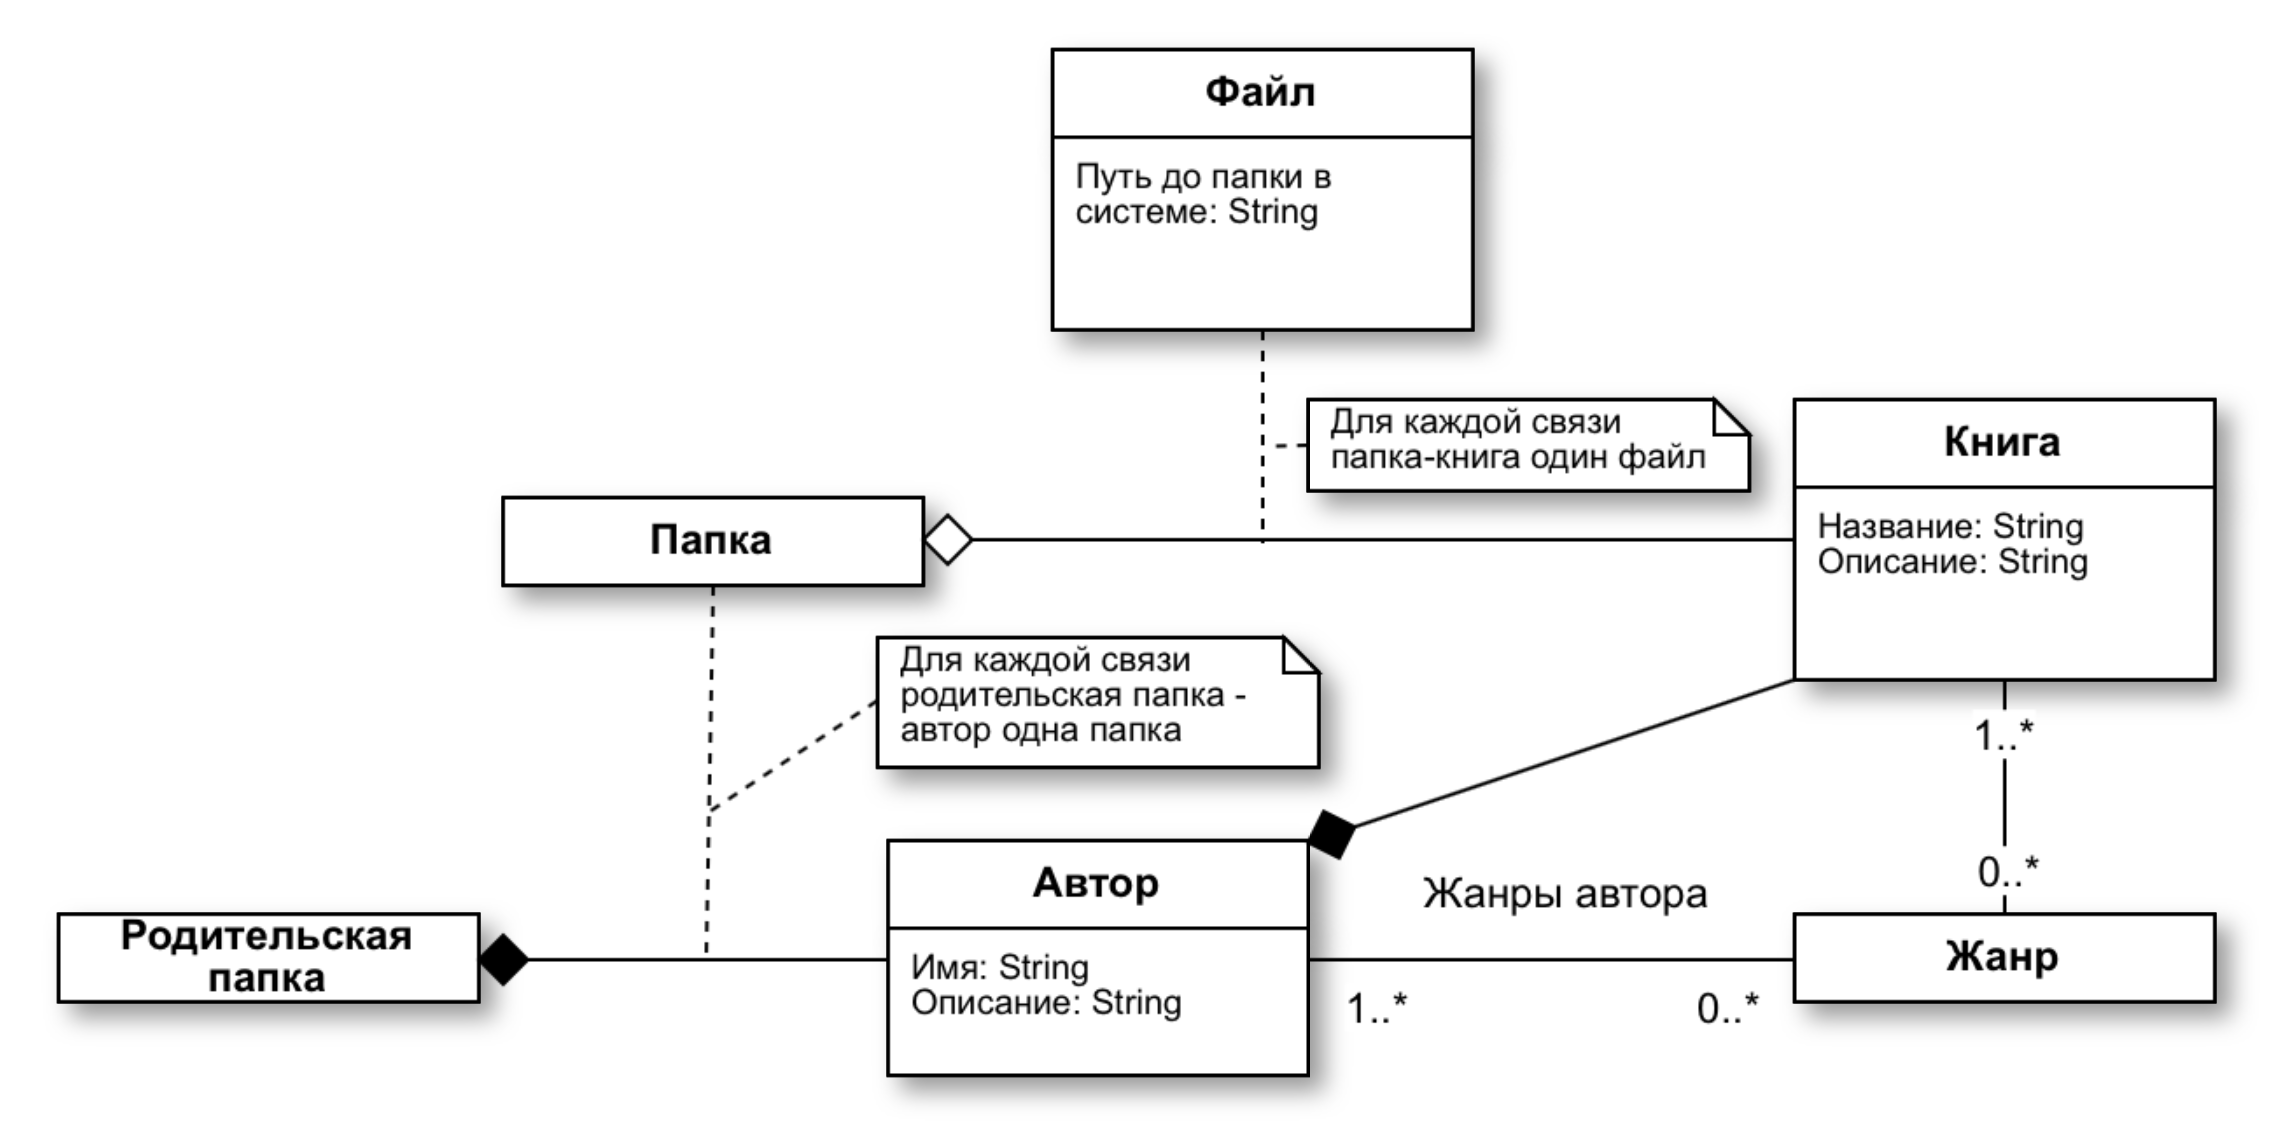 Файл
Путь до папки в
системе: String
Для каждой связи
папка-книга один файл
Книга
Название: String
Описание: String
Папка
Для каждой связи
родительская папка -
автор одна папка
1..*
0..*
Автор
Имя: String
Описание: String
Жанры автора
1..*
0..*
Родительская
папка
Жанр